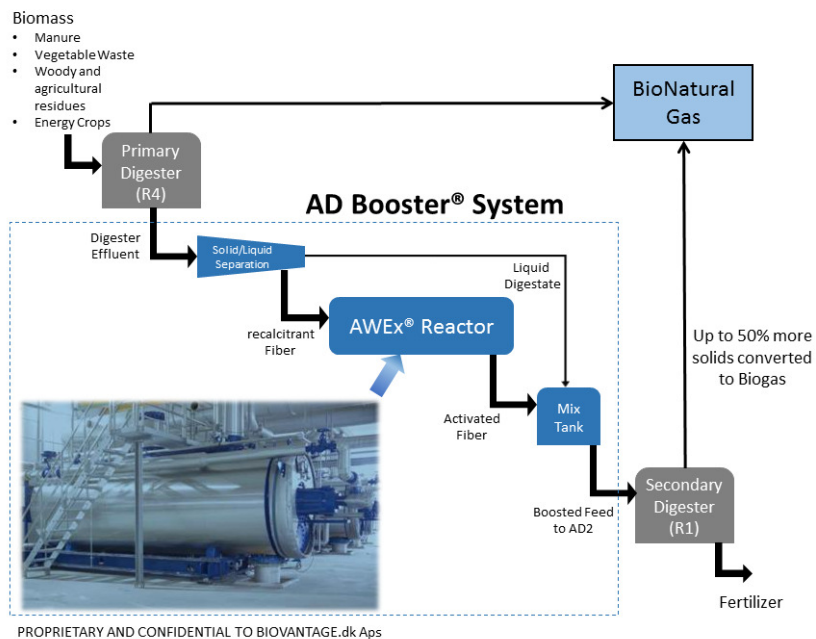 Biomass
• Manure
• Vegetable Waste
• Woody and
agricultural
residues
• Energy Crops
BioNatural
Gas
Primary
Digester
(R4)
AD Booster® System
Digester
Effluent
Solid/Liquid
Separation
Liquid
Digestate
recalcitrant
Fiber
AWEx® Reactor
Up to 50% more
solids converted
to Biogas
Activated
Fiber
Mix
Tank
Boosted Feed
to AD2
Secondary
Digester
(R1)
Fertilizer
PROPRIETARY AND CONFIDENTIAL TO BIOVANTAGE.dk Aps